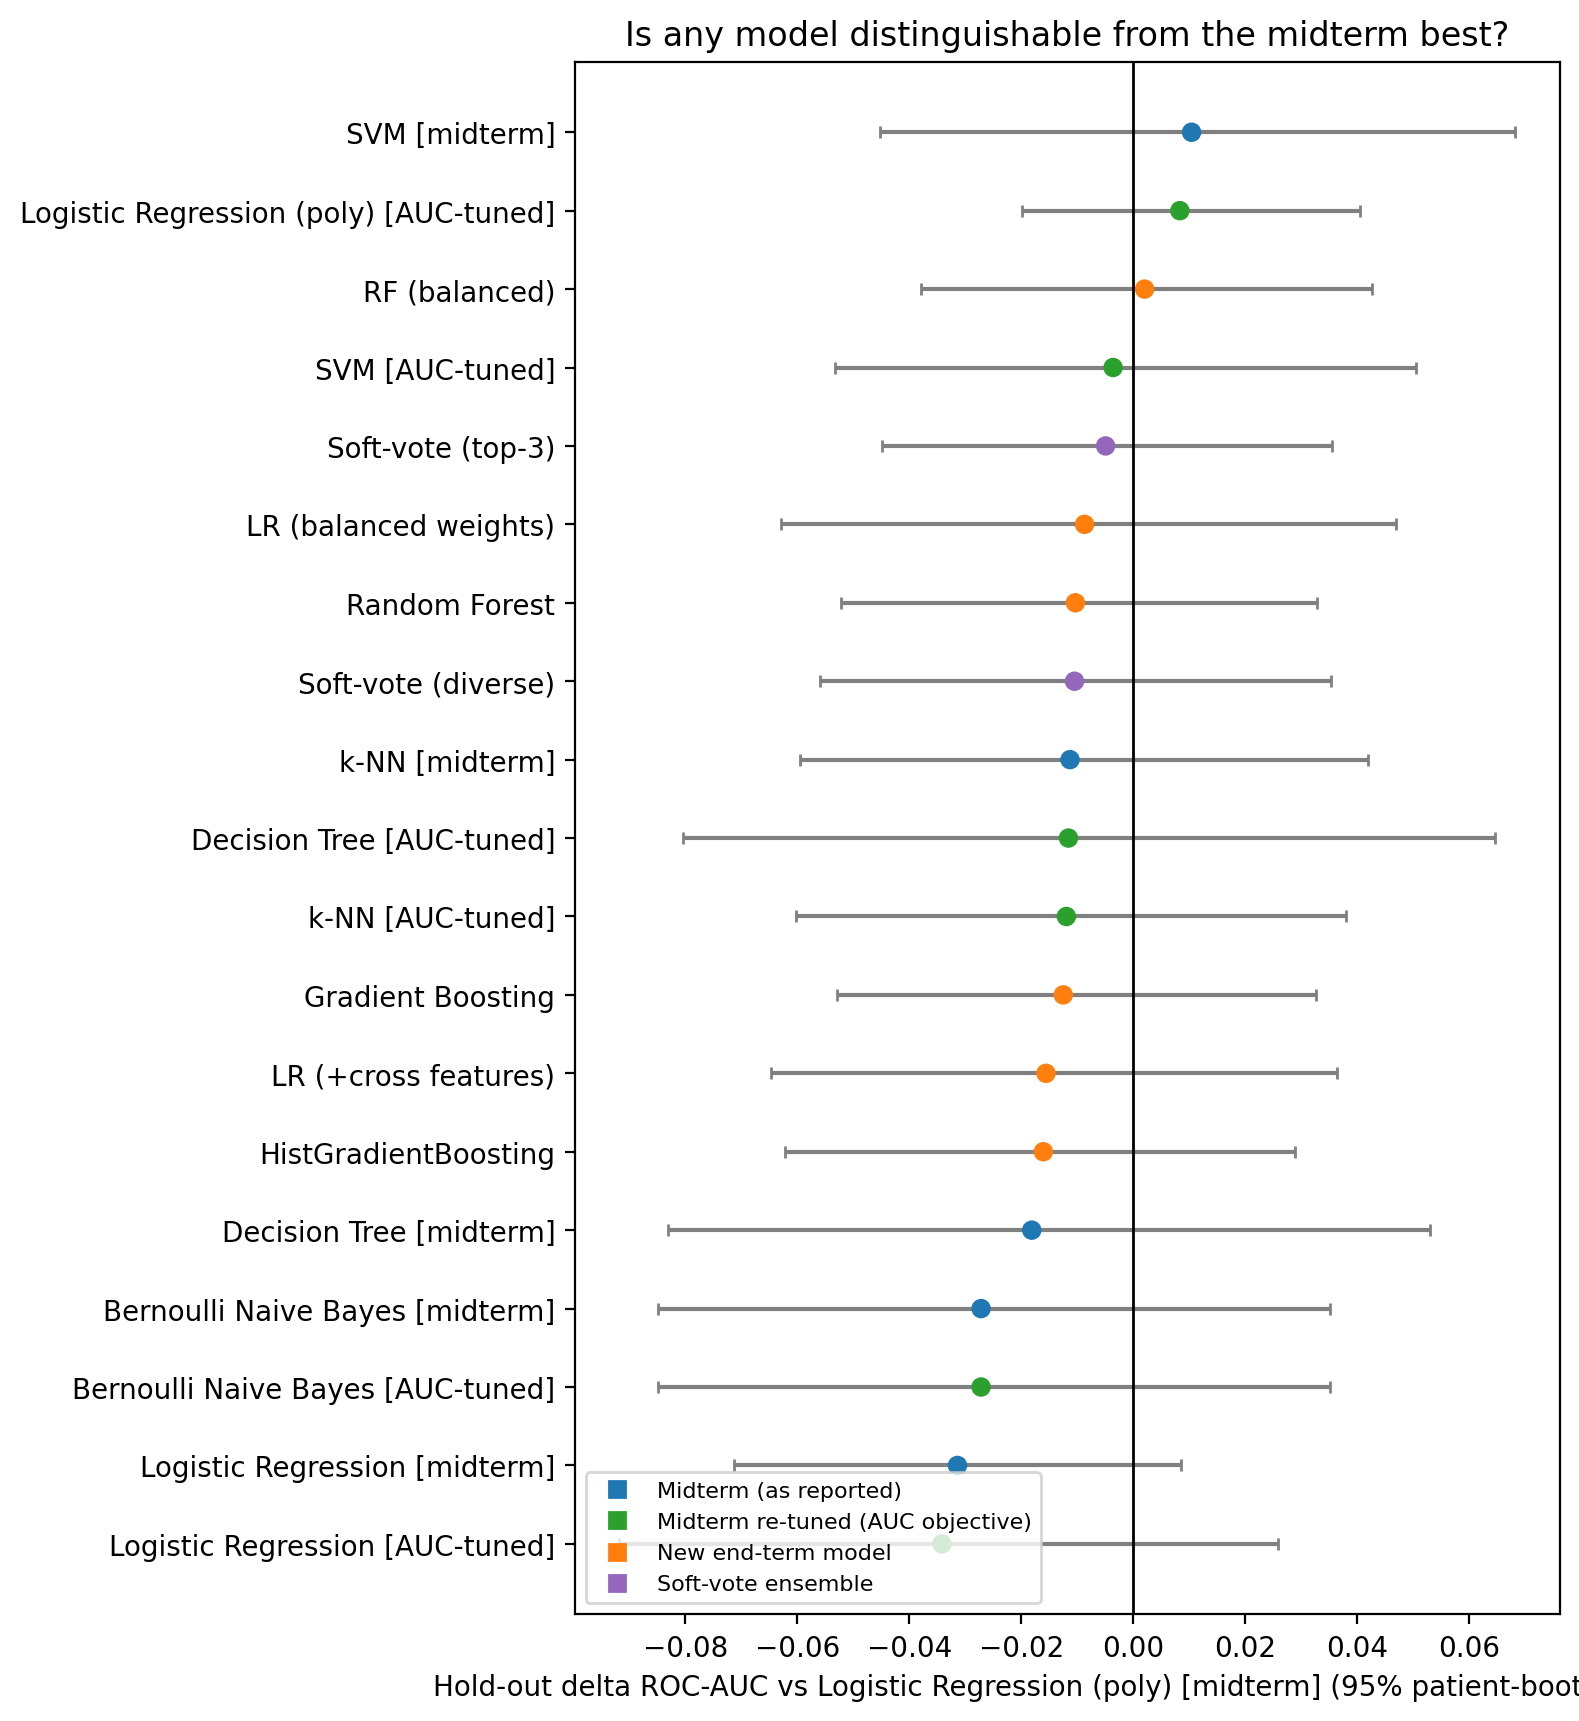 Is any model distinguishable from the midterm best?
SVM [midterm]
Logistic Regression (poly) [AUC-tuned]
RF (balanced)
SVM [AUC-tuned]
Soft-vote (top-3)
LR (balanced weights)
Random Forest
Soft-vote (diverse)
k-NN [midterm]
Decision Tree [AUC-tuned]
k-NN [AUC-tuned]
Gradient Boosting
LR (+cross features)
HistGradientBoosting
Decision Tree [midterm]
Bernoulli Naive Bayes [midterm]
Bernoulli Naive Bayes [AUC-tuned]
Logistic Regression [midterm]
Logistic Regression [AUC-tuned]
Midterm (as reported)
Midterm re-tuned (AUC objective)
New end-term model
Soft-vote ensemble
−0.08 −0.06 −0.04 −0.02 0.00 0.02 0.04 0.06
Hold-out delta ROC-AUC vs Logistic Regression (poly) [midterm] (95% patient-boot